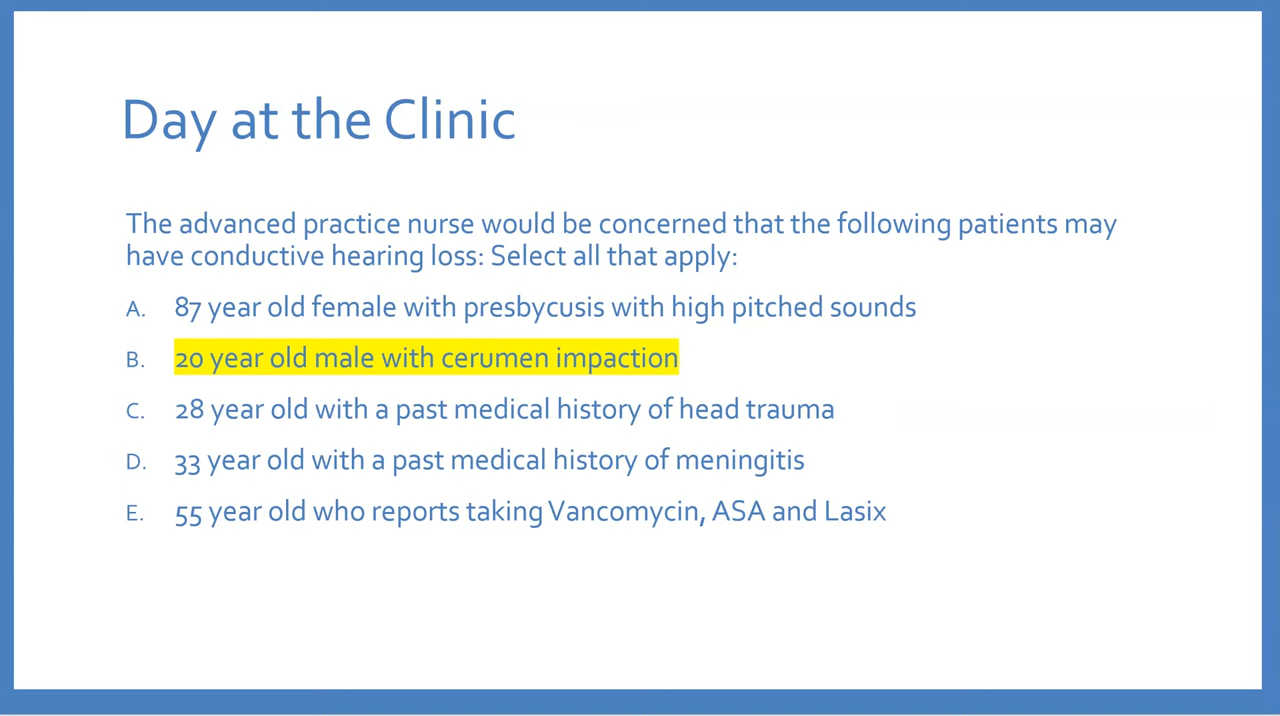 Day at the Clinic
The advanced practice nurse would be concerned that the following patients may
have conductive hearing loss: Select all that apply:
A. 87 year old female with presbycusis with high pitched sounds
B. 20 year old male with cerumen impaction
C. 28 year old with a past medical history of head trauma
D. 33 year old with a past medical history of meningitis
E. 55 year old who reports taking Vancomycin, ASA and Lasix